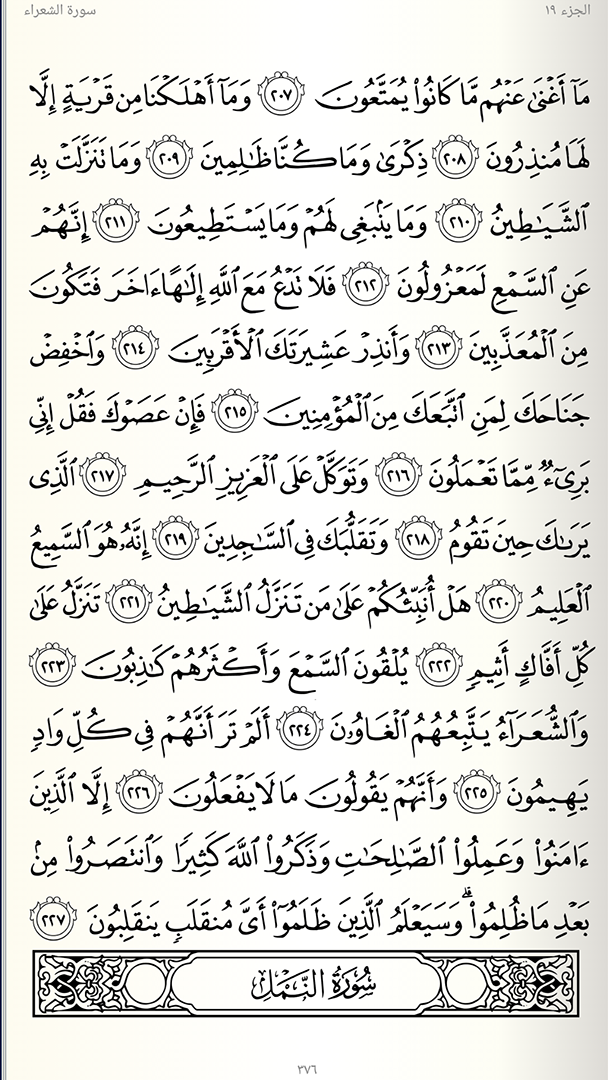 الجزء ١٩
سورة الشعراء
مَآ أَغۡنَىٰ عَنۡهُم مَّا كَانُواْ يُمَتَّعُونَ ٢٠٧ وَمَآ أَهۡلَكۡنَا مِن قَرۡيَةٍ إِلَّا
لَهَا مُنذِرُونَ ٢٠٨ ذِكۡرَىٰ وَمَا كُنَّا ظَٰلِمِينَ ٢٠٩ وَمَا تَنَزَّلَتۡ بِهِ
ٱلشَّيَٰطِينُ ٢١٠ وَمَا يَنۢبَغِي لَهُمۡ وَمَا يَسۡتَطِيعُونَ ٢١١ إِنَّهُمۡ
عَنِ ٱلسَّمۡعِ لَمَعۡزُولُونَ ٢١٢ فَلَا تَدۡعُ مَعَ ٱللَّهِ إِلَٰهًا ءَاخَرَ فَتَكُونَ
مِنَ ٱلۡمُعَذَّبِينَ ٢١٣ وَأَنذِرۡ عَشِيرَتَكَ ٱلۡأَقۡرَبِينَ ٢١٤ وَٱخۡفِضۡ
جَنَاحَكَ لِمَنِ ٱتَّبَعَكَ مِنَ ٱلۡمُؤۡمِنِينَ ٢١٥ فَإِنۡ عَصَوۡكَ فَقُلۡ إِنِّي
بَرِيٓءٞ مِّمَّا تَعۡمَلُونَ ٢١٦ وَتَوَكَّلۡ عَلَى ٱلۡعَزِيزِ ٱلرَّحِيمِ ٢١٧ ٱلَّذِي
يَرَىٰكَ حِينَ تَقُومُ ٢١٨ وَتَقَلُّبَكَ فِي ٱلسَّٰجِدِينَ ٢١٩ إِنَّهُۥ هُوَ ٱلسَّمِيعُ
ٱلۡعَلِيمُ ٢٢٠ هَلۡ أُنَبِّئُكُمۡ عَلَىٰ مَن تَنَزَّلُ ٱلشَّيَٰطِينُ ٢٢١ تَنَزَّلُ عَلَىٰ
كُلِّ أَفَّاكٍ أَثِيمٖ ٢٢٢ يُلۡقُونَ ٱلسَّمۡعَ وَأَكۡثَرُهُمۡ كَٰذِبُونَ ٢٢٣
وَٱلشُّعَرَآءُ يَتَّبِعُهُمُ ٱلۡغَاوُۥنَ ٢٢٤ أَلَمۡ تَرَ أَنَّهُمۡ فِي كُلِّ وَادٖ
يَهِيمُونَ ٢٢٥ وَأَنَّهُمۡ يَقُولُونَ مَا لَا يَفۡعَلُونَ ٢٢٦ إِلَّا ٱلَّذِينَ
ءَامَنُواْ وَعَمِلُواْ ٱلصَّٰلِحَٰتِ وَذَكَرُواْ ٱللَّهَ كَثِيرٗا وَٱنتَصَرُواْ مِنۢ
بَعۡدِ مَا ظُلِمُواْۗ وَسَيَعۡلَمُ ٱلَّذِينَ ظَلَمُوٓاْ أَيَّ مُنقَلَبٖ يَنقَلِبُونَ ٢٢٧
سُورَةُ النَّمۡلِ
٣٧٦